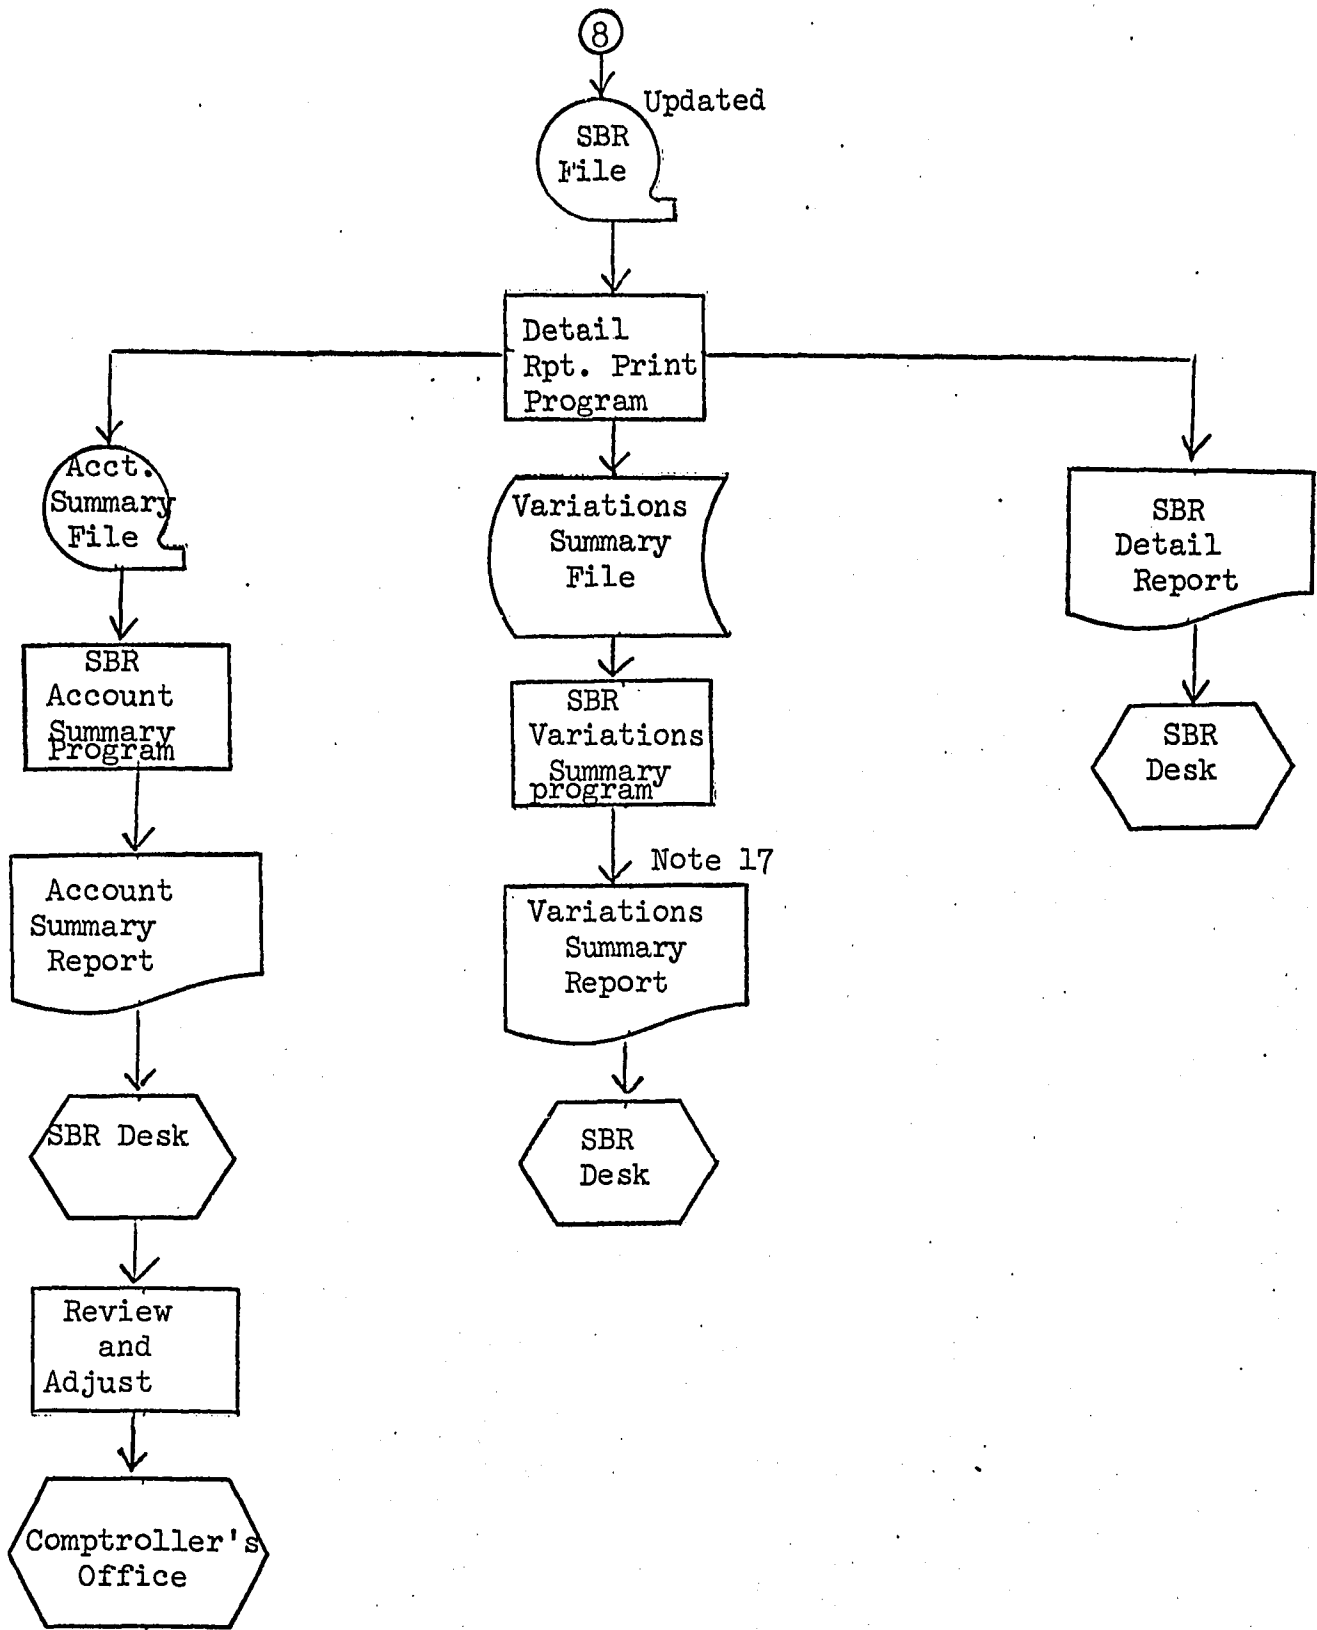 8
Updated
SBR
File
Detail
Rpt. Print
Program
Acct.
Summary
File
SBR
Account
Summary
Program
Account
Summary
Report
SBR Desk
Review
and
Adjust
Comptroller's
Office
Variations
Summary
File
SBR
Variations
Summary
program
Note 17
Variations
Summary
Report
SBR
Desk
SBR
Detail
Report
SBR
Desk